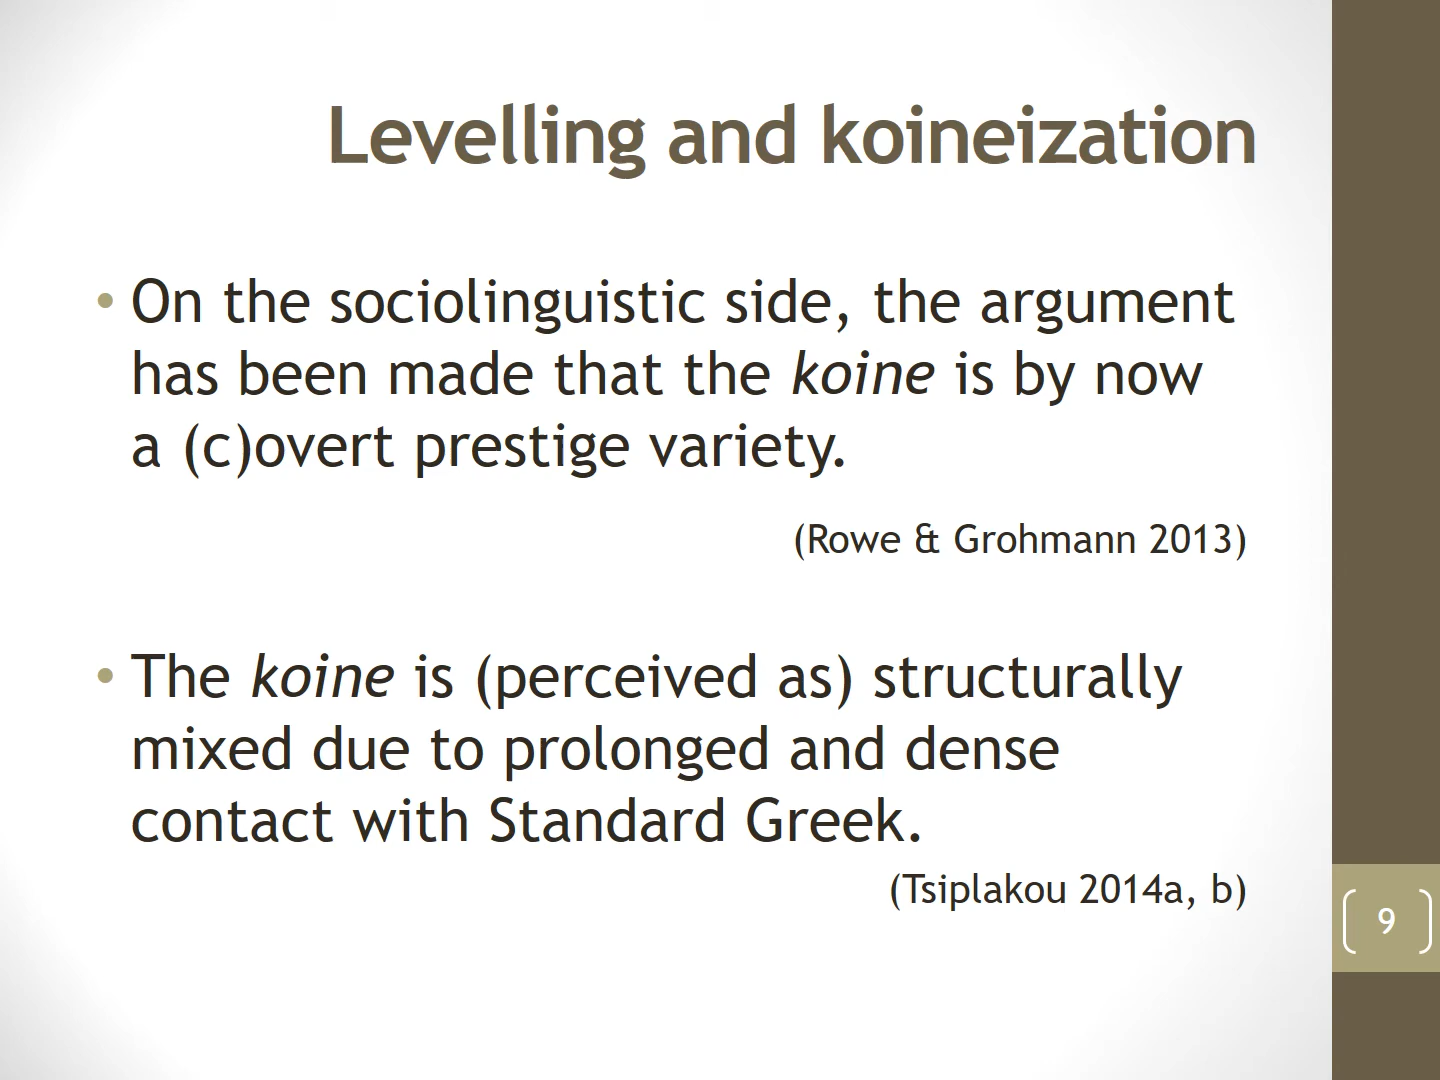 Levelling and koineization
• On the sociolinguistic side, the argument
has been made that the koine is by now
a (c)overt prestige variety.
(Rowe & Grohmann 2013)
• The koine is (perceived as) structurally
mixed due to prolonged and dense
contact with Standard Greek.
(Tsiplakou 2014a, b)
9